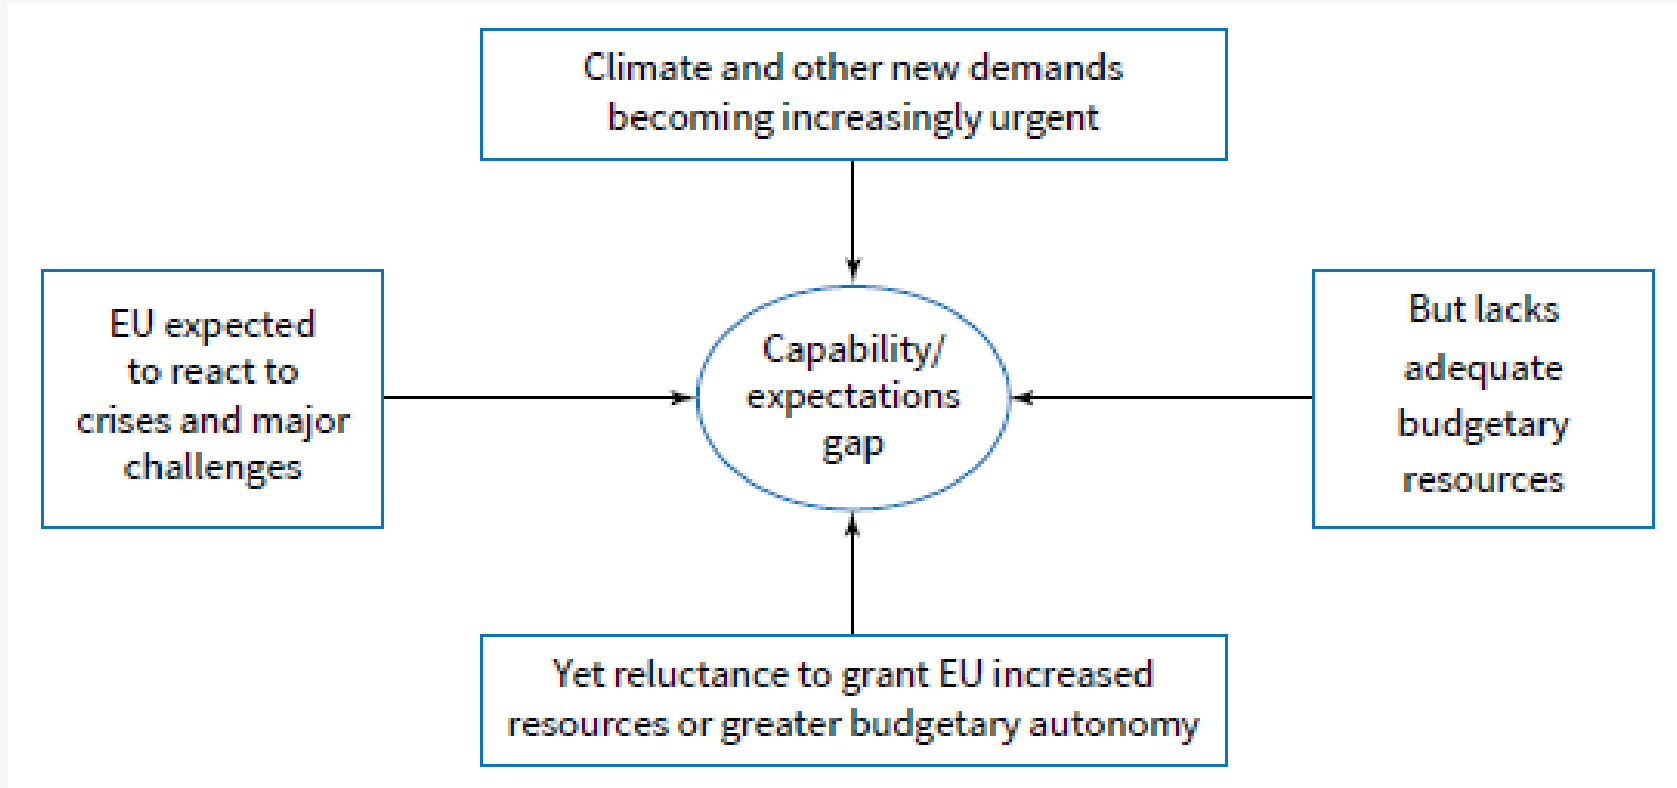 Climate and other new demands
becoming increasingly urgent
EU expected
to react to
crises and major
challenges
Capability/
expectations
gap
But lacks
adequate
budgetary
resources
Yet reluctance to grant EU increased
resources or greater budgetary autonomy